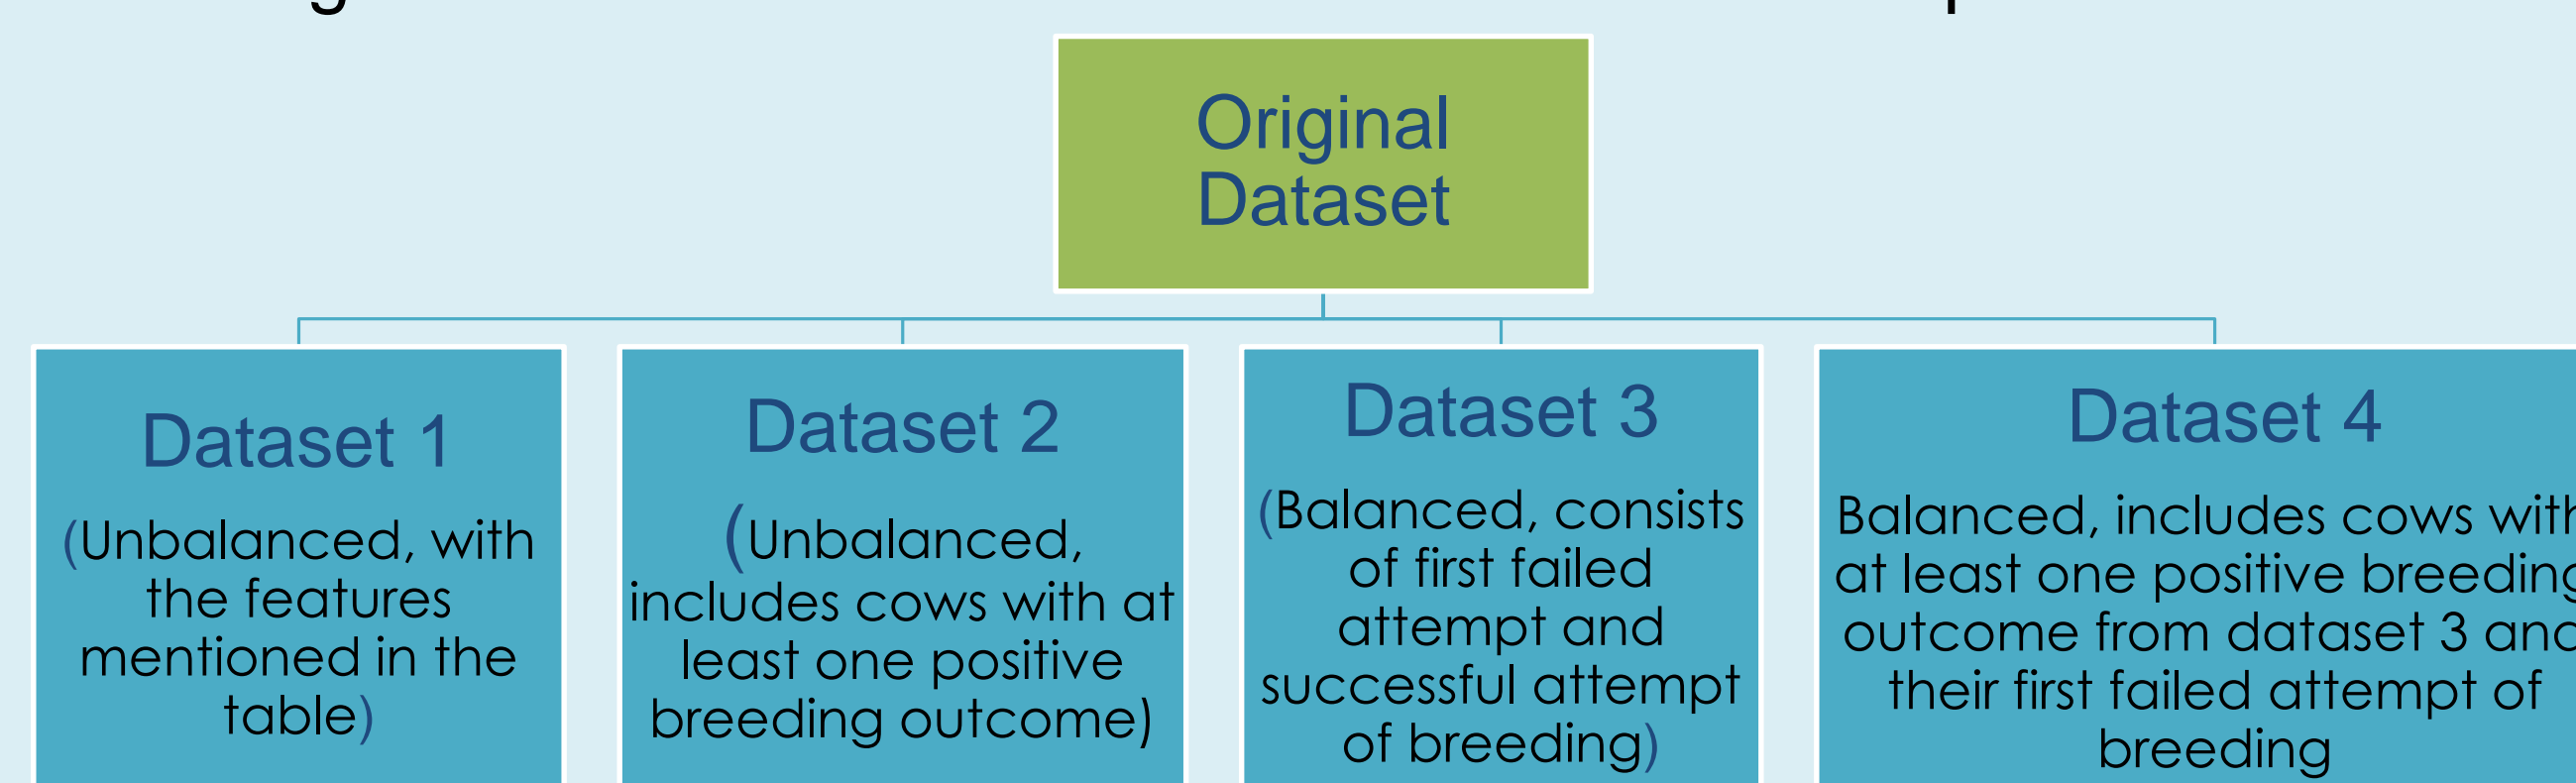 Original
Dataset
Dataset 1
(Unbalanced, with
the features
mentioned in the
table)
Dataset 2
(Unbalanced,
includes cows with at
least one positive
breeding outcome)
Dataset 3
(Balanced, consists
of first failed
attempt and
successful attempt
of breeding)
Dataset 4
Balanced, includes cows with
at least one positive breeding
outcome from dataset 3 and
their first failed attempt of
breeding